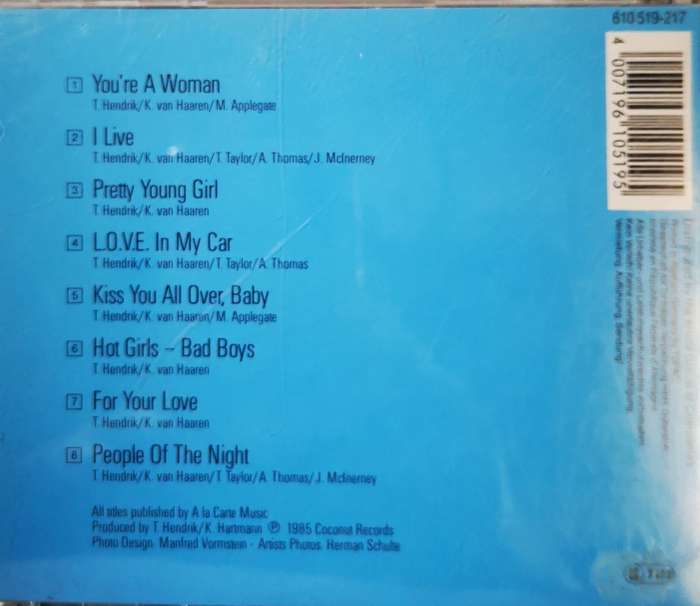 610 519-217
1 You're A Woman
T. Hendrik/K. van Haaren/M. Applegate
2 I Live
T. Hendrik/K. van Haaren/T. Taylor/A. Thomas/J. McInerney
3 Pretty Young Girl
T. Hendrik/K. van Haaren
4 L.O.V.E. In My Car
T. Hendrik/K. van Haaren/T. Taylor/A. Thomas
5 Kiss You All Over, Baby
T. Hendrik/K. van Haaren/M. Applegate
6 Hot Girls – Bad Boys
T. Hendrik/K. van Haaren
7 For Your Love
T. Hendrik/K. van Haaren
8 People Of The Night
T. Hendrik/K. van Haaren/T. Taylor/A. Thomas/J. McInerney
All titles published by A la Carte Music
Produced by T. Hendrik/K. Hartmann ℗ 1985 Coconut Records
Photo Design: Manfred Vormstein - Artists Photos: Herman Schulte
4 007196 105195